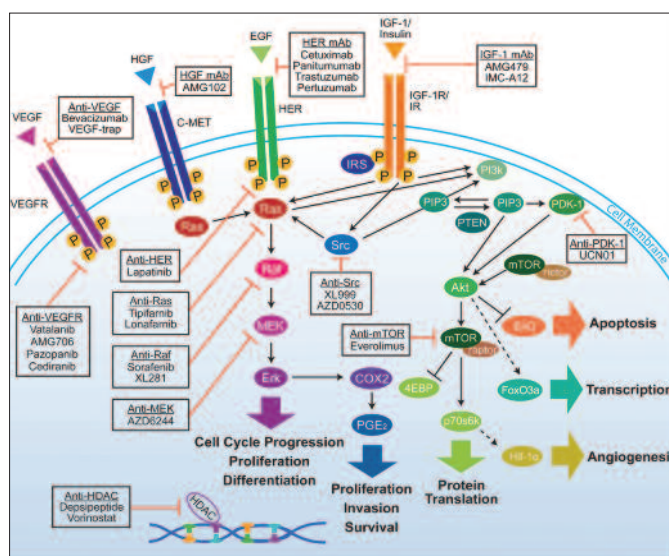 EGF
IGF-1/
Insulin
HGF
HER mAb
Cetuximab
Panitumumab
Trastuzumab
Pertuzumab
IGF-1 mAb
AMG479
IMC-A12
HGF mAb
AMG102
VEGF
Anti-VEGF
Bevacizumab
VEGF-trap
C-MET
HER
IGF-1R/
IR
VEGFR
P P
P P
P P
P P
P P
P P
P P
P P
P P
P P
IRS
PI3k
Cell Membrane
Ras
Ras
Src
PIP3
PTEN
PIP3
PDK-1
Anti-HER
Lapatinib
Anti-Src
XL999
AZD0530
Anti-PDK-1
UCN01
mTOR
Anti-Ras
Tipifarnib
Lonafarnib
Raf
Akt
Anti-VEGFR
Vatalanib
AMG706
Pazopanib
Cediranib
Anti-Raf
Sorafenib
XL281
MEK
Anti-mTOR
Everolimus
mTOR
raptor
Apoptosis
Anti-MEK
AZD6244
Erk
COX2
4EBP
FoxO3a
Transcription
PGE2
p70s6k
Hif-1α
Angiogenesis
Cell Cycle Progression
Proliferation
Differentiation
Proliferation
Invasion
Survival
Protein
Translation
Anti-HDAC
Depsipeptide
Vorinostat
HDAC